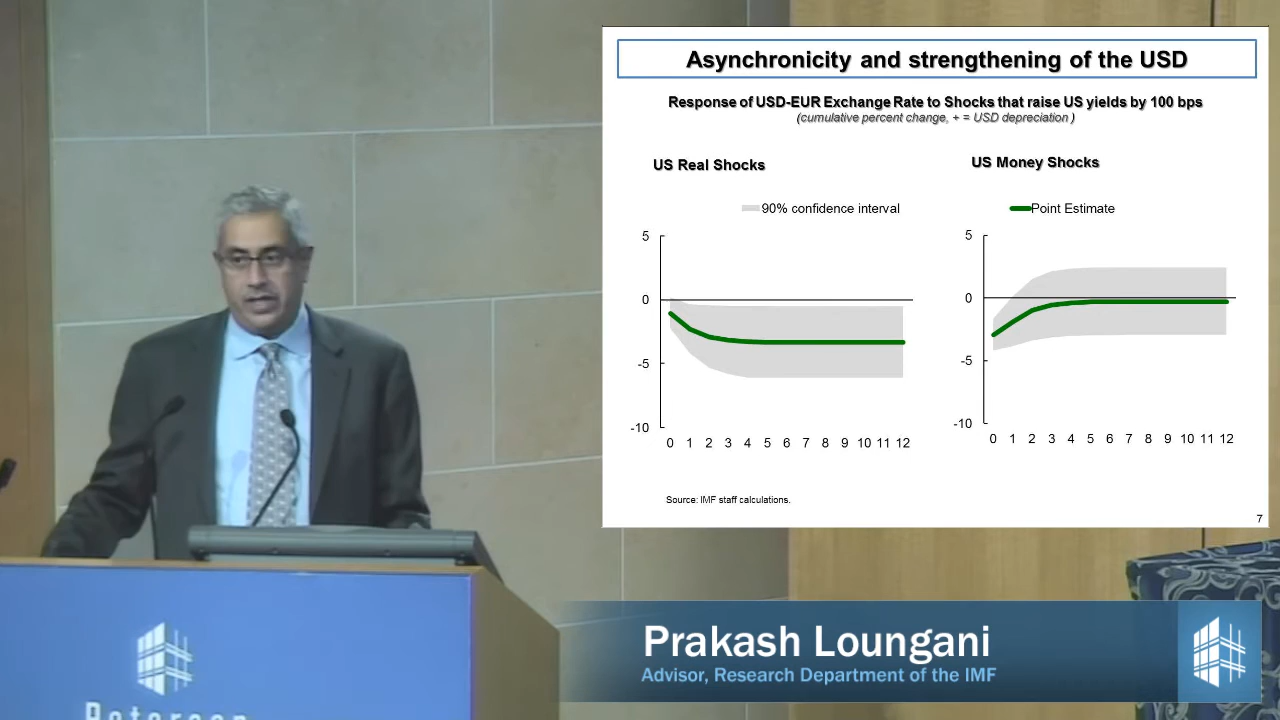 Asynchronicity and strengthening of the USD
Response of USD-EUR Exchange Rate to Shocks that raise US yields by 100 bps
(cumulative percent change, + = USD depreciation )
US Real Shocks
US Money Shocks
90% confidence interval
Point Estimate
5
0
-5
-10
0 1 2 3 4 5 6 7 8 9 10 11 12
5
0
-5
-10
0 1 2 3 4 5 6 7 8 9 10 11 12
Source: IMF staff calculations.
7
Prakash Loungani
Advisor, Research Department of the IMF
Peterson